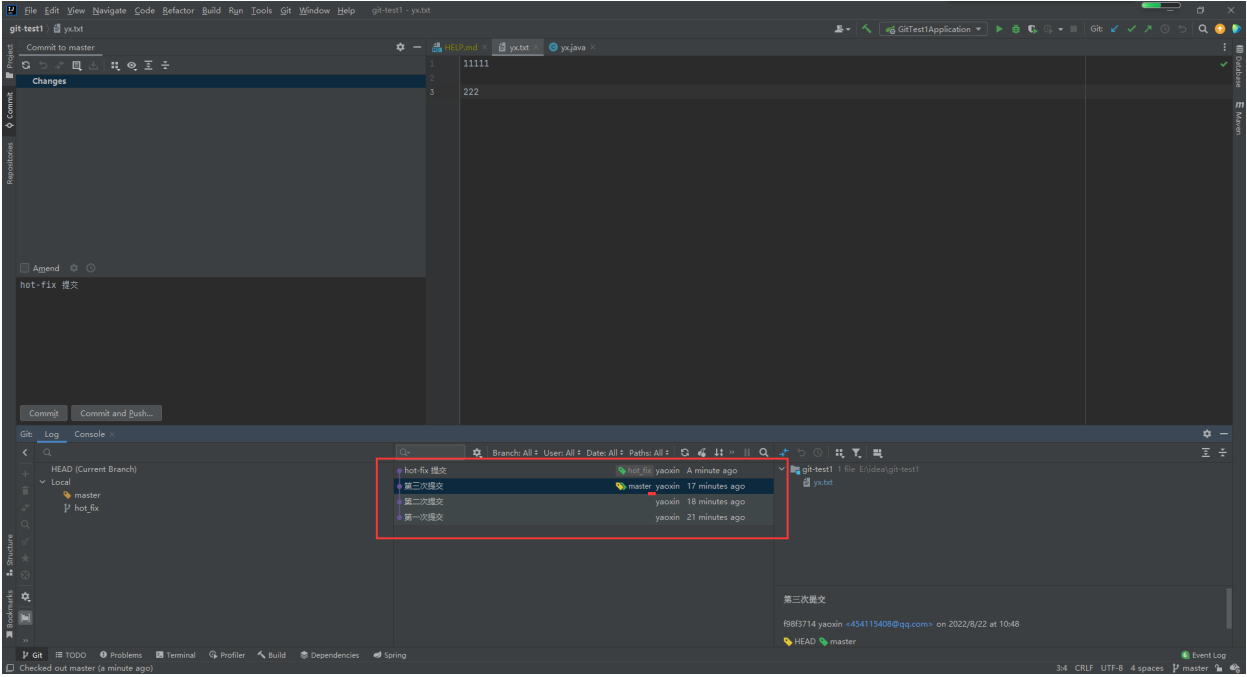 File Edit View Navigate Code Refactor Build Run Tools Git Window Help git-test1 - yx.txt
git-test1 yx.txt
GitTest1Application
Git:
Project
Commit
Repositories
Structure
Bookmarks
Commit to master
Changes
Amend
hot-fix 提交
Commit Commit and Push...
HELP.md yx.txt yx.java
1 11111
2
3 222
Database
m Maven
Git: Log Console
HEAD (Current Branch)
Local
master
hot_fix
Branch: All User: All Date: All Paths: All
hot-fix 提交 hot_fix yaoxin A minute ago
第三次提交 master yaoxin 17 minutes ago
第二次提交 yaoxin 18 minutes ago
第一次提交 yaoxin 21 minutes ago
git-test1 1 file E:\idea\git-test1
yx.txt
第三次提交
f98f3714 yaoxin <454115408@qq.com> on 2022/8/22 at 10:48
HEAD master
Git TODO Problems Terminal Profiler Build Dependencies Spring
Event Log
Checked out master (a minute ago)
3:4 CRLF UTF-8 4 spaces master